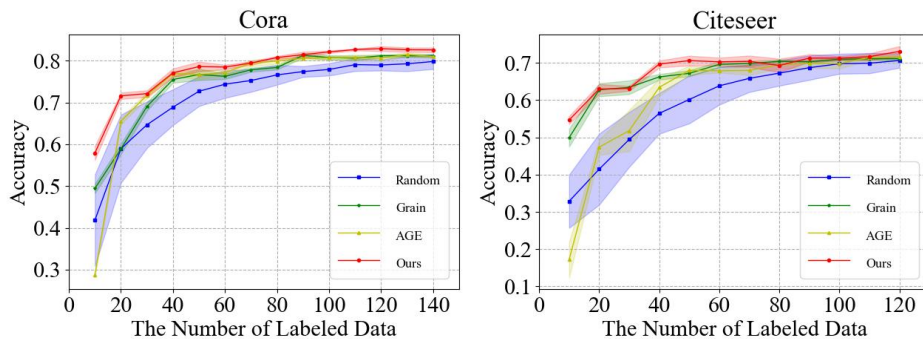 Cora
Accuracy
0.8
0.7
0.6
0.5
0.4
0.3
0 20 40 60 80 100 120 140
The Number of Labeled Data
Random
Grain
AGE
Ours
Citeseer
Accuracy
0.7
0.6
0.5
0.4
0.3
0.2
0.1
0 20 40 60 80 100 120
The Number of Labeled Data
Random
Grain
AGE
Ours